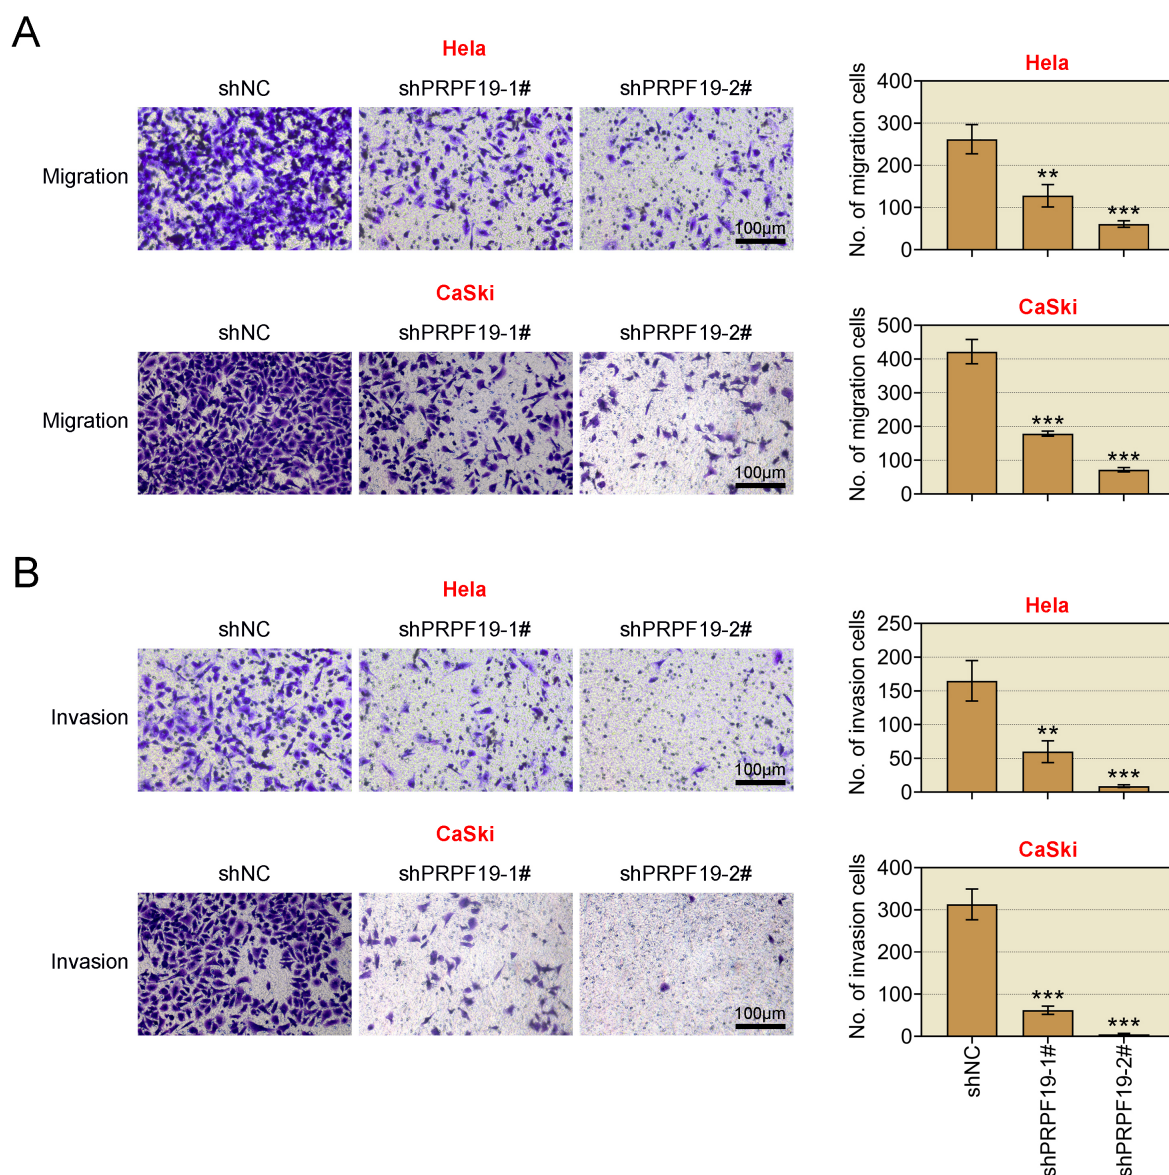 A
Hela
shNC shPRPF19-1# shPRPF19-2#
Migration
100µm
Hela
No. of migration cells
400
300
200
100
0
**
***
CaSki
shNC shPRPF19-1# shPRPF19-2#
Migration
100µm
CaSki
No. of migration cells
500
400
300
200
100
0
***
***
B
Hela
shNC shPRPF19-1# shPRPF19-2#
Invasion
100µm
Hela
No. of invasion cells
250
200
150
100
50
0
**
***
CaSki
shNC shPRPF19-1# shPRPF19-2#
Invasion
100µm
CaSki
No. of invasion cells
400
300
200
100
0
***
***
shNC
shPRPF19-1#
shPRPF19-2#